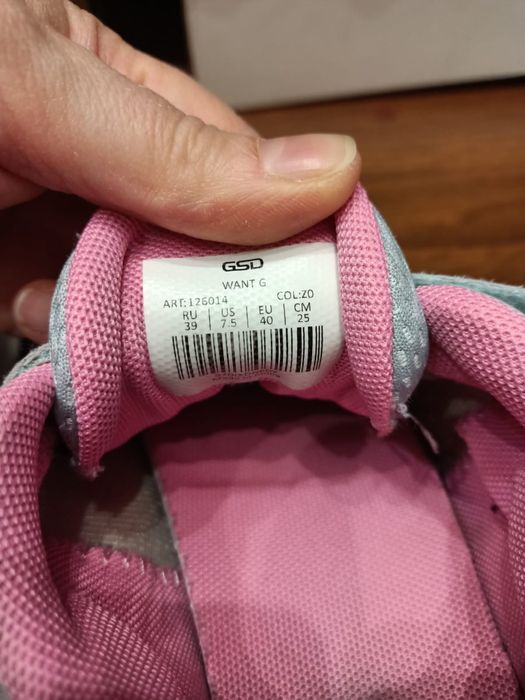 GSD
WANT G
ART:126014 COL:Z0
RU | US | EU | CM
39 | 7.5 | 40 | 25